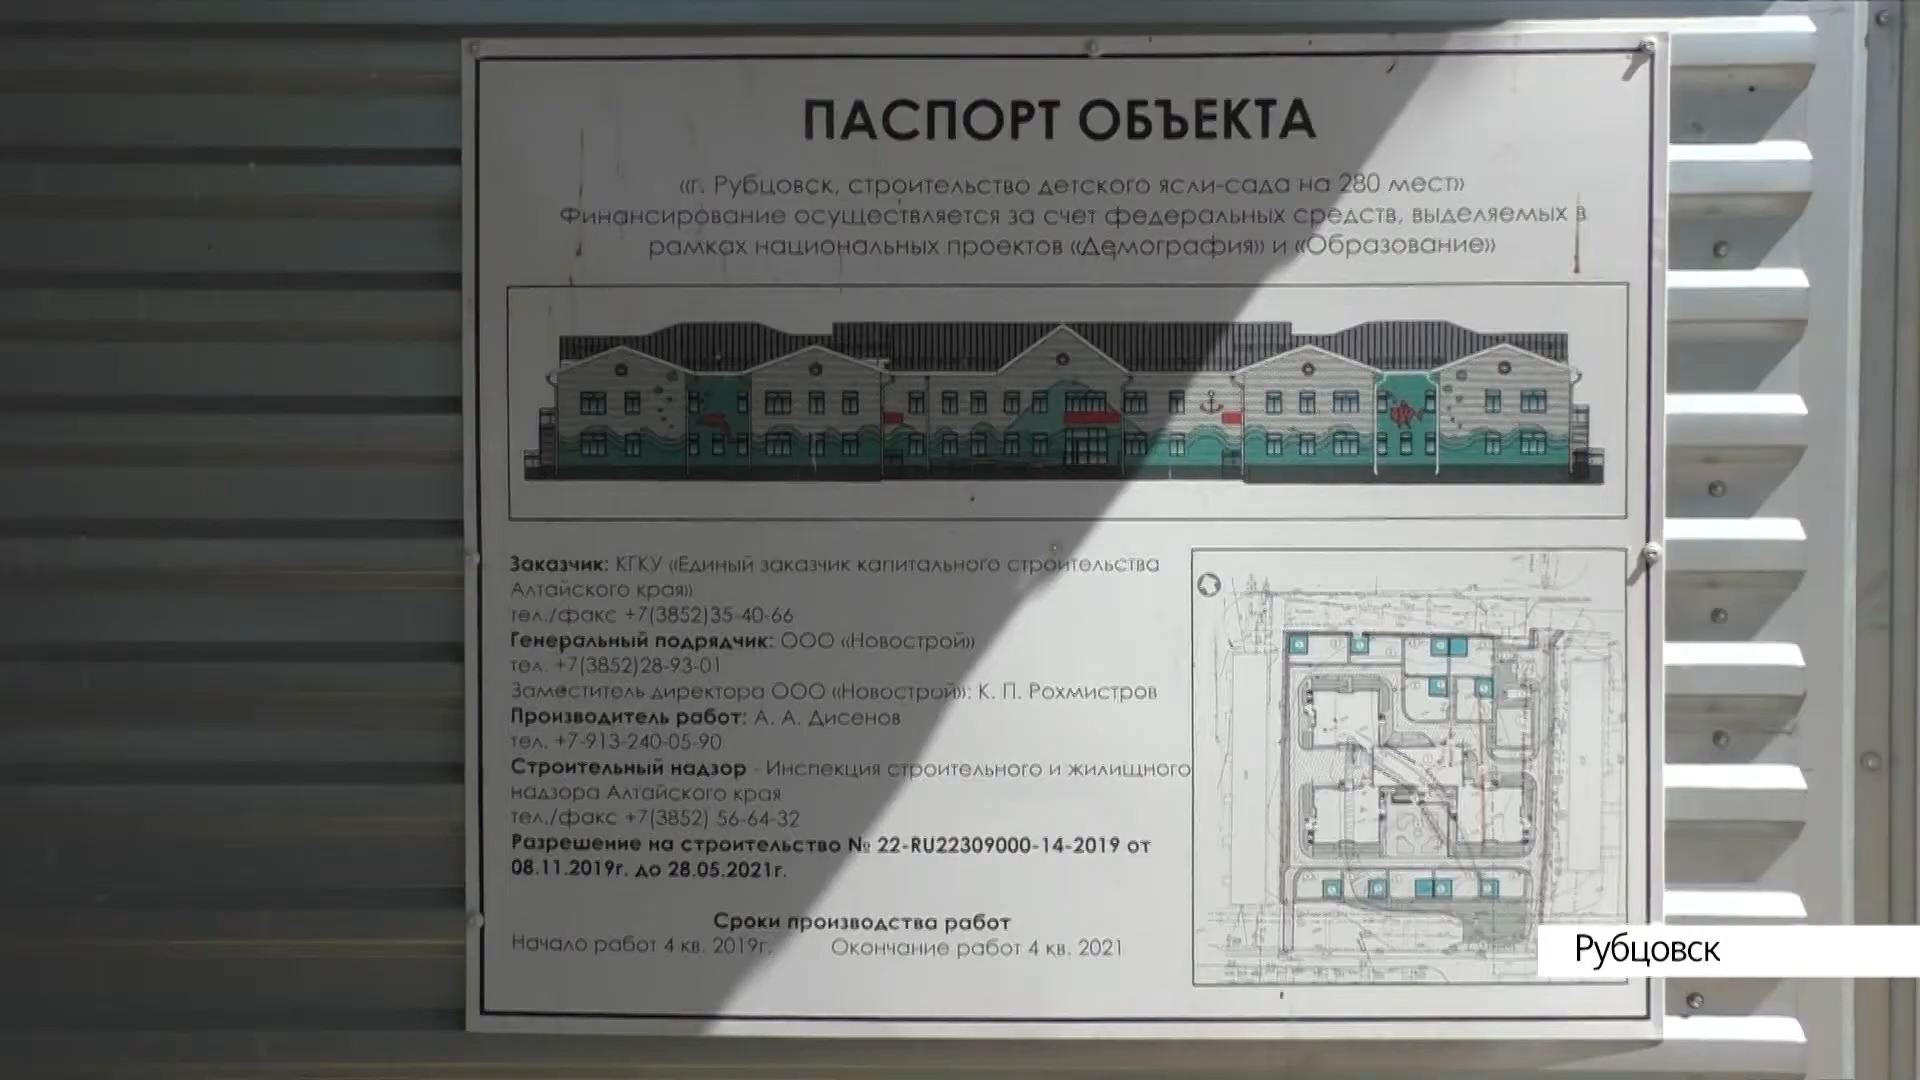 ПАСПОРТ ОБЪЕКТА
«г. Рубцовск, строительство детского ясли-сада на 280 мест»
Финансирование осуществляется за счет федеральных средств, выделяемых в
рамках национальных проектов «Демография» и «Образование»
Заказчик: КГКУ «Единый заказчик капитального строительства
Алтайского края»
тел./факс +7(3852)35-40-66
Генеральный подрядчик: ООО «Новострой»
тел. +7(3852)28-93-01
Заместитель директора ООО «Новострой»: К. П. Рохмистров
Производитель работ: А. А. Дисенов
тел. +7-913-240-05-90
Строительный надзор - Инспекция строительного и жилищного
надзора Алтайского края
тел./факс +7(3852) 56-64-32
Разрешение на строительство № 22-RU22309000-14-2019 от
08.11.2019г. до 28.05.2021г.
Сроки производства работ
Начало работ 4 кв. 2019г. Окончание работ 4 кв. 2021
Рубцовск